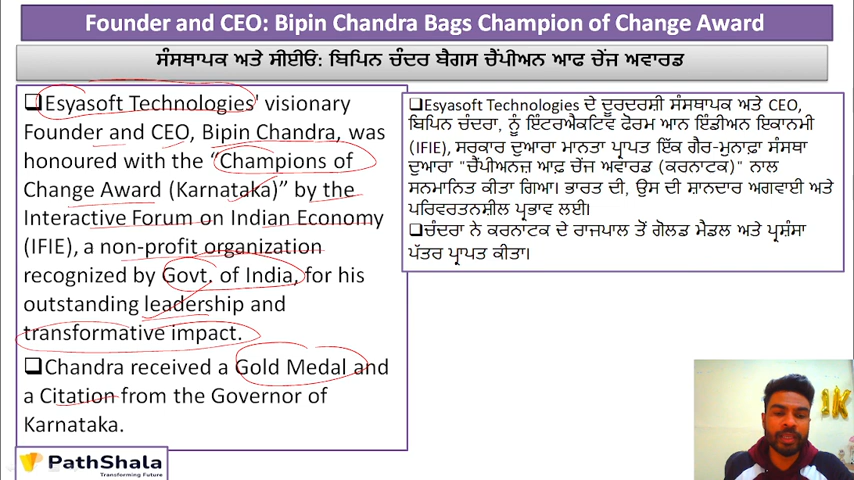 Founder and CEO: Bipin Chandra Bags Champion of Change Award
ਸੰਸਥਾਪਕ ਅਤੇ ਸੀਈਓ: ਬਿਪਿਨ ਚੰਦਰ ਬੈਗਸ ਚੈਂਪੀਅਨ ਆਫ ਚੇਂਜ ਅਵਾਰਡ
❑Esyasoft Technologies' visionary
Founder and CEO, Bipin Chandra, was
honoured with the “Champions of
Change Award (Karnataka)” by the
Interactive Forum on Indian Economy
(IFIE), a non-profit organization
recognized by Govt. of India, for his
outstanding leadership and
transformative impact.
❑Chandra received a Gold Medal and
a Citation from the Governor of
Karnataka.
❑Esyasoft Technologies ਦੇ ਦੂਰਦਰਸ਼ੀ ਸੰਸਥਾਪਕ ਅਤੇ CEO,
ਬਿਪਿਨ ਚੰਦਰਾ, ਨੂੰ ਇੰਟਰਐਕਟਿਵ ਫੋਰਮ ਆਨ ਇੰਡੀਅਨ ਇਕਾਨਮੀ
(IFIE), ਸਰਕਾਰ ਦੁਆਰਾ ਮਾਨਤਾ ਪ੍ਰਾਪਤ ਇੱਕ ਗੈਰ-ਮੁਨਾਫ਼ਾ ਸੰਸਥਾ
ਦੁਆਰਾ "ਚੈਂਪੀਅਨਜ਼ ਆਫ਼ ਚੇਂਜ ਅਵਾਰਡ (ਕਰਨਾਟਕ)" ਨਾਲ
ਸਨਮਾਨਿਤ ਕੀਤਾ ਗਿਆ। ਭਾਰਤ ਦੀ, ਉਸ ਦੀ ਸ਼ਾਨਦਾਰ ਅਗਵਾਈ ਅਤੇ
ਪਰਿਵਰਤਨਸ਼ੀਲ ਪ੍ਰਭਾਵ ਲਈ।
❑ਚੰਦਰਾ ਨੇ ਕਰਨਾਟਕ ਦੇ ਰਾਜਪਾਲ ਤੋਂ ਗੋਲਡ ਮੈਡਲ ਅਤੇ ਪ੍ਰਸ਼ੰਸਾ
ਪੱਤਰ ਪ੍ਰਾਪਤ ਕੀਤਾ।
1K
PathShala
Transforming Future